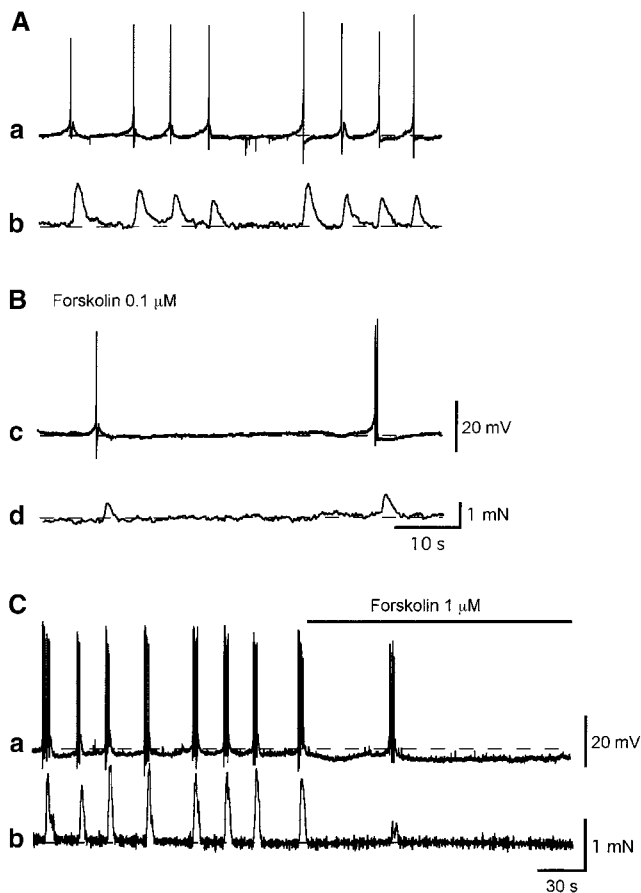 A
a
b
B Forskolin 0.1 μM
c
20 mV
d
1 mN
10 s
C
Forskolin 1 μM
a
20 mV
b
1 mN
30 s